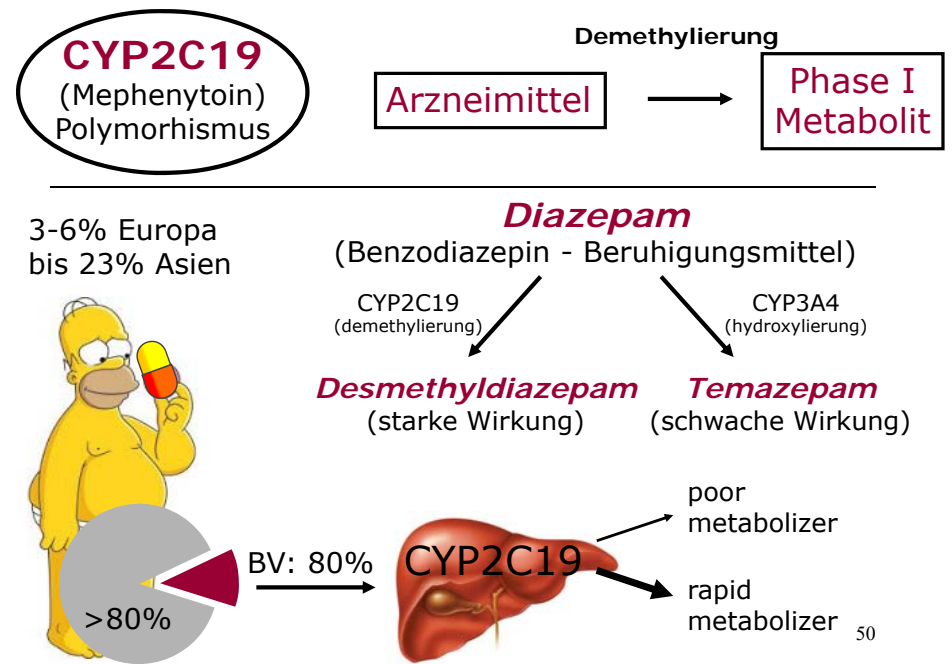 CYP2C19
(Mephenytoin)
Polymorhismus
Demethylierung
Arzneimittel
Phase I
Metabolit
3-6% Europa
bis 23% Asien
Diazepam
(Benzodiazepin - Beruhigungsmittel)
CYP2C19
(demethylierung)
CYP3A4
(hydroxylierung)
Desmethyldiazepam
(starke Wirkung)
Temazepam
(schwache Wirkung)
>80%
BV: 80%
CYP2C19
poor
metabolizer
rapid
metabolizer
50